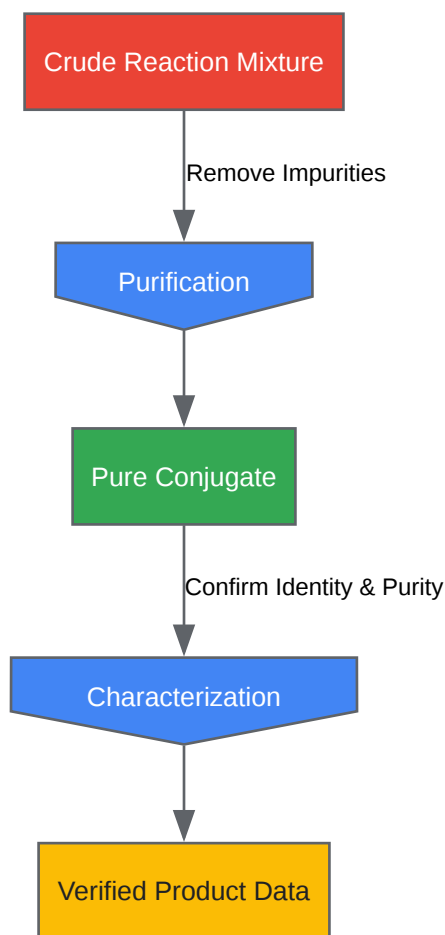 Crude Reaction Mixture
Remove Impurities
Purification
Pure Conjugate
Confirm Identity & Purity
Characterization
Verified Product Data